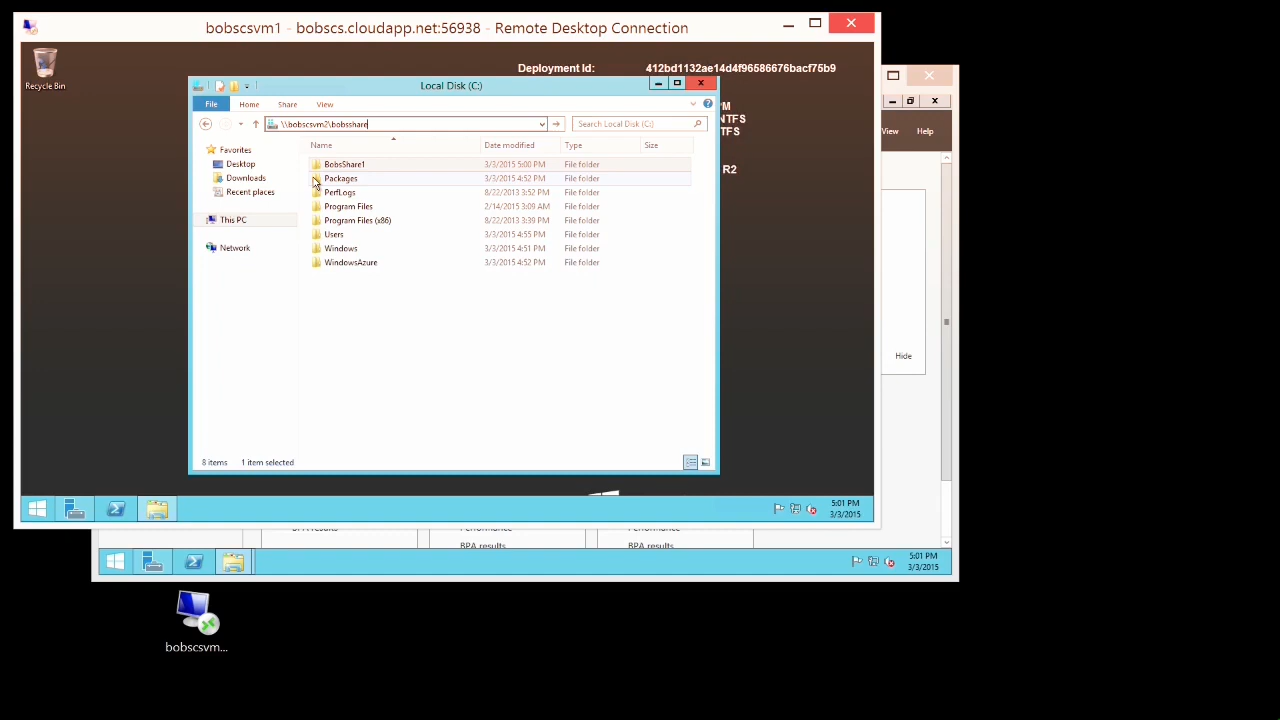 bobscsvm1 - bobscs.cloudapp.net:56938 - Remote Desktop Connection
Recycle Bin
Deployment Id: 412bd1132ae14d4f96586676bacf75b9
Local Disk (C:)
File Home Share View
\\bobscsvm2\bobsshare
Search Local Disk (C:)
Name Date modified Type Size
Favorites
Desktop
Downloads
Recent places
This PC
Network
BobsShare1 3/3/2015 5:00 PM File folder
Packages 3/3/2015 4:52 PM File folder
PerfLogs 8/22/2013 3:52 PM File folder
Program Files 2/14/2015 3:09 AM File folder
Program Files (x86) 8/22/2013 3:39 PM File folder
Users 3/3/2015 4:55 PM File folder
Windows 3/3/2015 4:51 PM File folder
WindowsAzure 3/3/2015 4:52 PM File folder
8 items 1 item selected
PM
NTFS
TFS
R2
View Help
Hide
5:01 PM
3/3/2015
BPA results
BPA results
BPA results
5:01 PM
3/3/2015
bobscsvm...